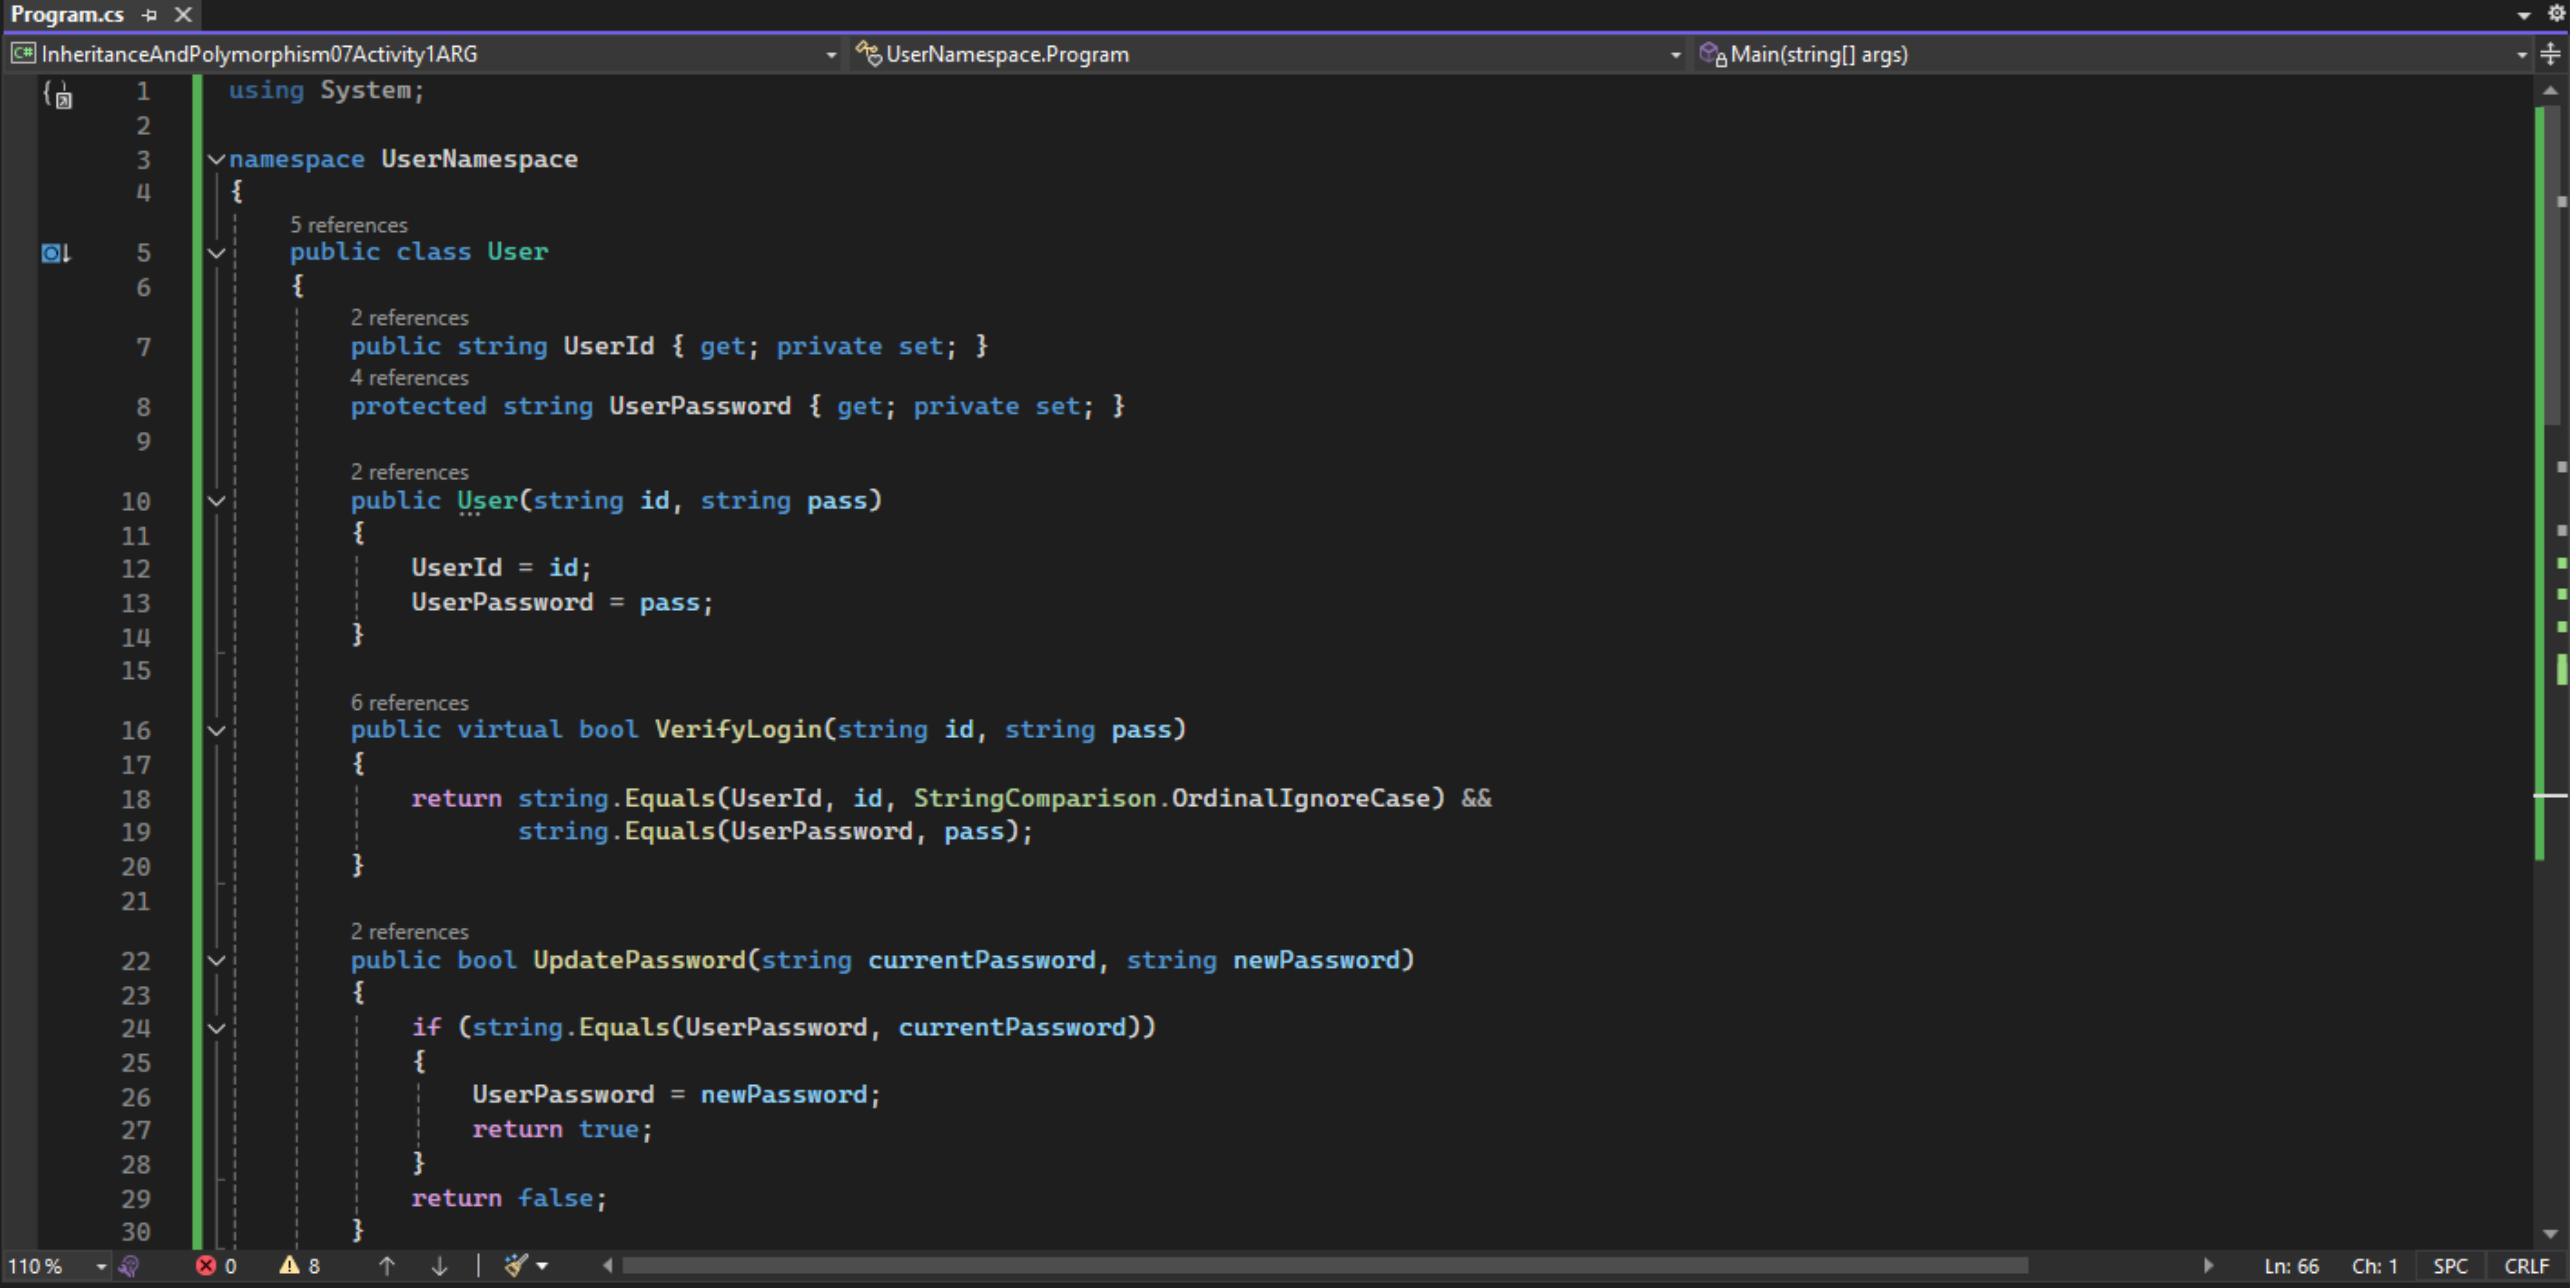 Program.cs
InheritanceAndPolymorphism07Activity1ARG UserNamespace.Program Main(string[] args)
1 using System;
2
3 namespace UserNamespace
4 {
5 references
5 public class User
6 {
2 references
7 public string UserId { get; private set; }
4 references
8 protected string UserPassword { get; private set; }
9
2 references
10 public User(string id, string pass)
11 {
12 UserId = id;
13 UserPassword = pass;
14 }
15
6 references
16 public virtual bool VerifyLogin(string id, string pass)
17 {
18 return string.Equals(UserId, id, StringComparison.OrdinalIgnoreCase) &&
19 string.Equals(UserPassword, pass);
20 }
21
2 references
22 public bool UpdatePassword(string currentPassword, string newPassword)
23 {
24 if (string.Equals(UserPassword, currentPassword))
25 {
26 UserPassword = newPassword;
27 return true;
28 }
29 return false;
30 }
110 % 0 8 Ln: 66 Ch: 1 SPC CRLF